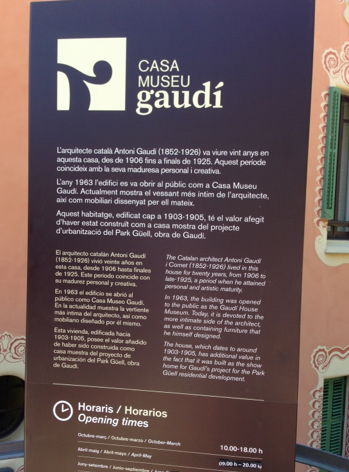 CASA
MUSEU
gaudí
L'arquitecte català Antoni Gaudí (1852-1926) va viure vint anys en
aquesta casa, des de 1906 fins a finals de 1925. Aquest període
coincideix amb la seva maduresa personal i creativa.
L'any 1963 l'edifici es va obrir al públic com a Casa Museu
Gaudí. Actualment mostra el vessant més íntim de l'arquitecte,
així com mobiliari dissenyat per ell mateix.
Aquest habitatge, edificat cap a 1903-1905, té el valor afegit
d'haver estat construït com a casa mostra del projecte
d'urbanització del Park Güell, obra de Gaudí.
El arquitecto catalán Antoni Gaudí
(1852-1926) vivió veinte años en
esta casa, desde 1906 hasta finales
de 1925. Este período coincide con
su madurez personal y creativa.
En 1963 el edificio se abrió al
público como Casa Museo Gaudí.
En la actualidad muestra la vertiente
más íntima del arquitecto, así como
mobiliario diseñado por él mismo.
Esta vivienda, edificada hacia
1903-1905, posee el valor añadido
de haber sido construida como
casa muestra del proyecto de
urbanización del Park Güell, obra
de Gaudí.
The Catalan architect Antoni Gaudí
i Cornet (1852-1926) lived in this
house for twenty years, from 1906 to
late-1925, a period when he attained
personal and artistic maturity.
In 1963, the building was opened
to the public as the Gaudí House
Museum. Today, it is devoted to the
more intimate side of the architect,
as well as containing furniture that
he himself designed.
The house, which dates to around
1903-1905, has additional value in
the fact that it was built as the show
home for Gaudí's project for the Park
Güell residential development.
Horaris / Horarios
Opening times
Octubre-març / Octubre-marzo / October-March
10.00-18.00 h
Abril-maig / Abril-mayo / April-May
09.00 h – 20.00 h
Juny-setembre / Junio-septiembre /